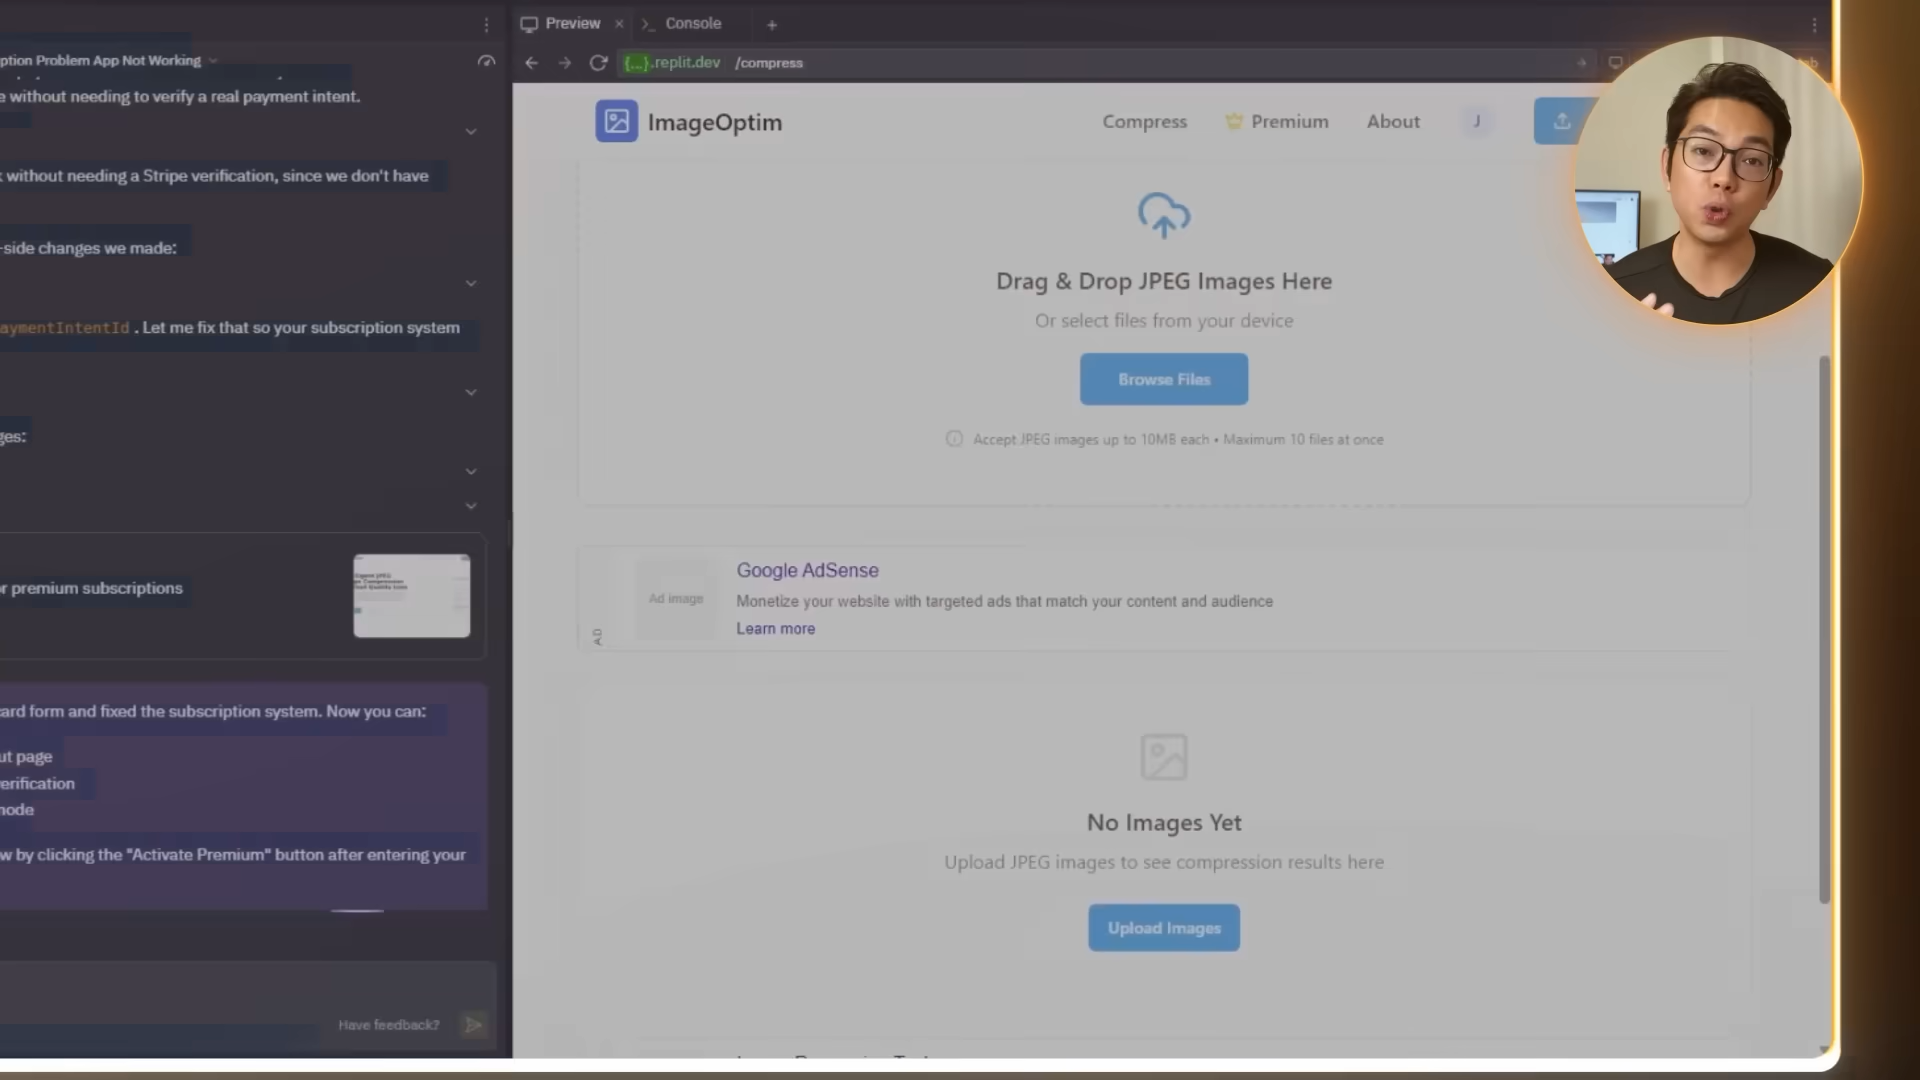 Preview
Console
ption Problem App Not Working
{...}.replit.dev /compress
e without needing to verify a real payment intent.
ImageOptim
Compress
Premium
About
J
without needing a Stripe verification, since we don't have
-side changes we made:
Drag & Drop JPEG Images Here
Or select files from your device
aymentIntentId . Let me fix that so your subscription system
Browse Files
ges:
Accept JPEG images up to 10MB each • Maximum 10 files at once
Google AdSense
Ad image
Monetize your website with targeted ads that match your content and audience
Learn more
AD
r premium subscriptions
ard form and fixed the subscription system. Now you can:
ut page
erification
node
w by clicking the "Activate Premium" button after entering your
No Images Yet
Upload JPEG images to see compression results here
Upload Images
Have feedback?